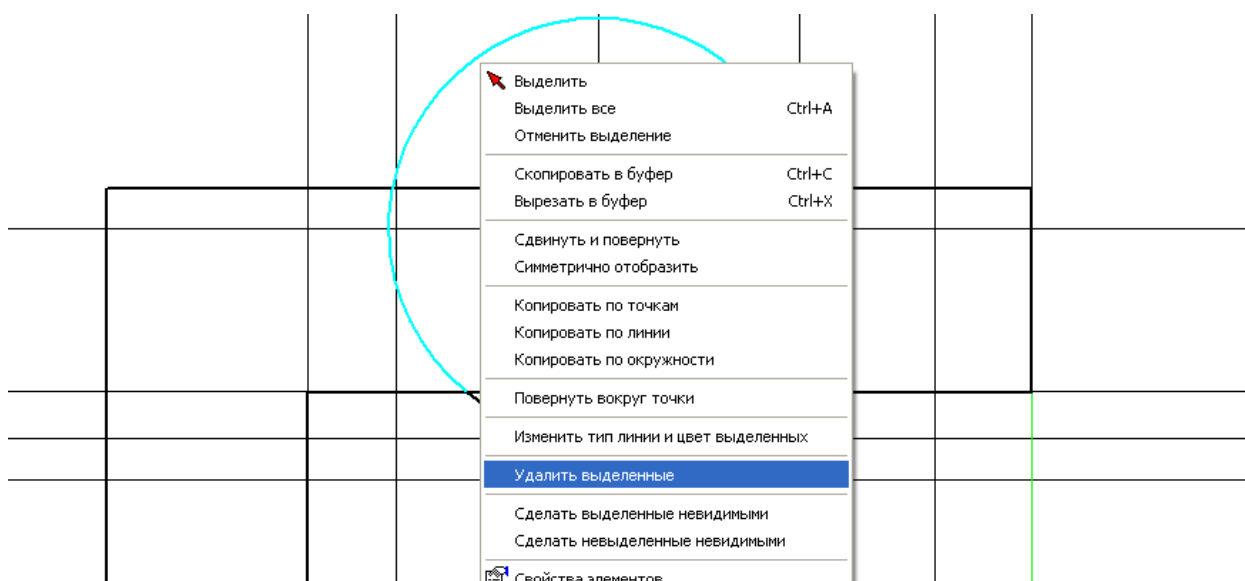 Выделить
Выделить все Ctrl+A
Отменить выделение
Скопировать в буфер Ctrl+C
Вырезать в буфер Ctrl+X
Сдвинуть и повернуть
Симметрично отобразить
Копировать по точкам
Копировать по линии
Копировать по окружности
Повернуть вокруг точки
Изменить тип линии и цвет выделенных
Удалить выделенные
Сделать выделенные невидимыми
Сделать невыделенные невидимыми
Свойства элементов